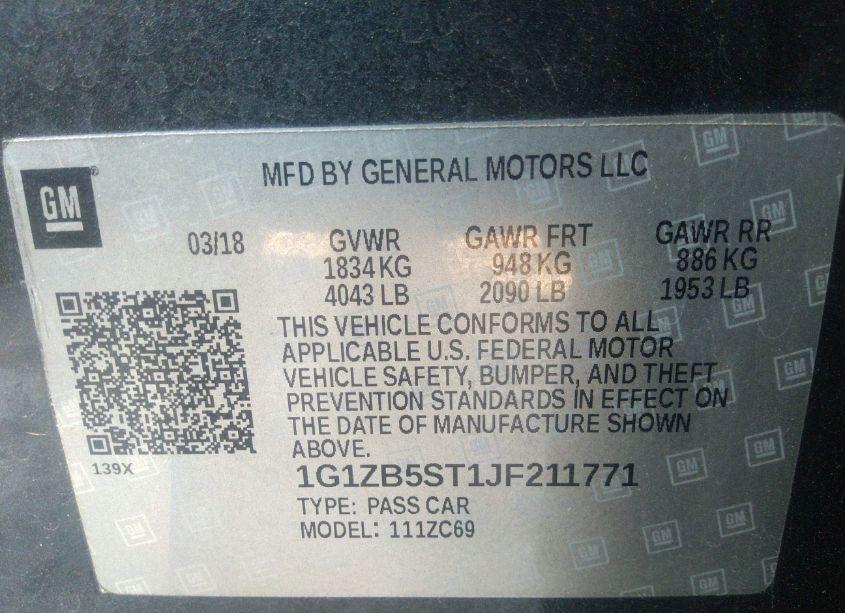 MFD BY GENERAL MOTORS LLC
GM®
03/18 GVWR GAWR FRT GAWR RR
1834 KG 948 KG 886 KG
4043 LB 2090 LB 1953 LB
THIS VEHICLE CONFORMS TO ALL
APPLICABLE U.S. FEDERAL MOTOR
VEHICLE SAFETY, BUMPER, AND THEFT
PREVENTION STANDARDS IN EFFECT ON
THE DATE OF MANUFACTURE SHOWN
ABOVE.
139X
1G1ZB5ST1JF211771
TYPE: PASS CAR
MODEL: 111ZC69